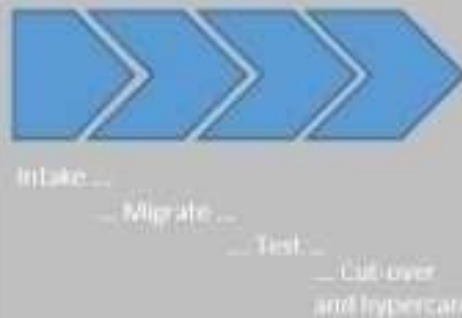 Intake ...
... Migrate ...
... Test ...
... Cut-over
and hypercare